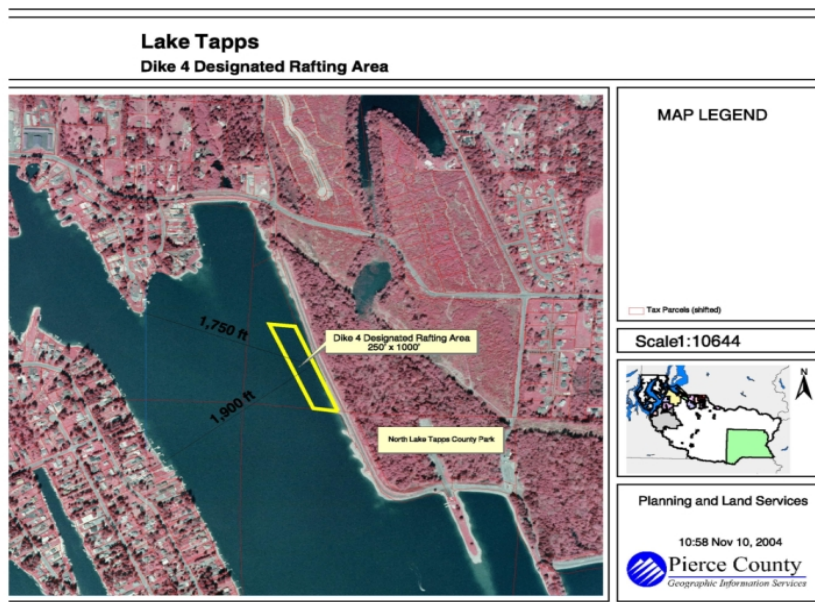 Lake Tapps
Dike 4 Designated Rafting Area
MAP LEGEND
1,750 ft
Dike 4 Designated Rafting Area
250' x 1000'
1,900 ft
North Lake Tapps County Park
Tax Parcels (shifted)
Scale1:10644
N
Planning and Land Services
10:58 Nov 10, 2004
Pierce County
Geographic Information Services